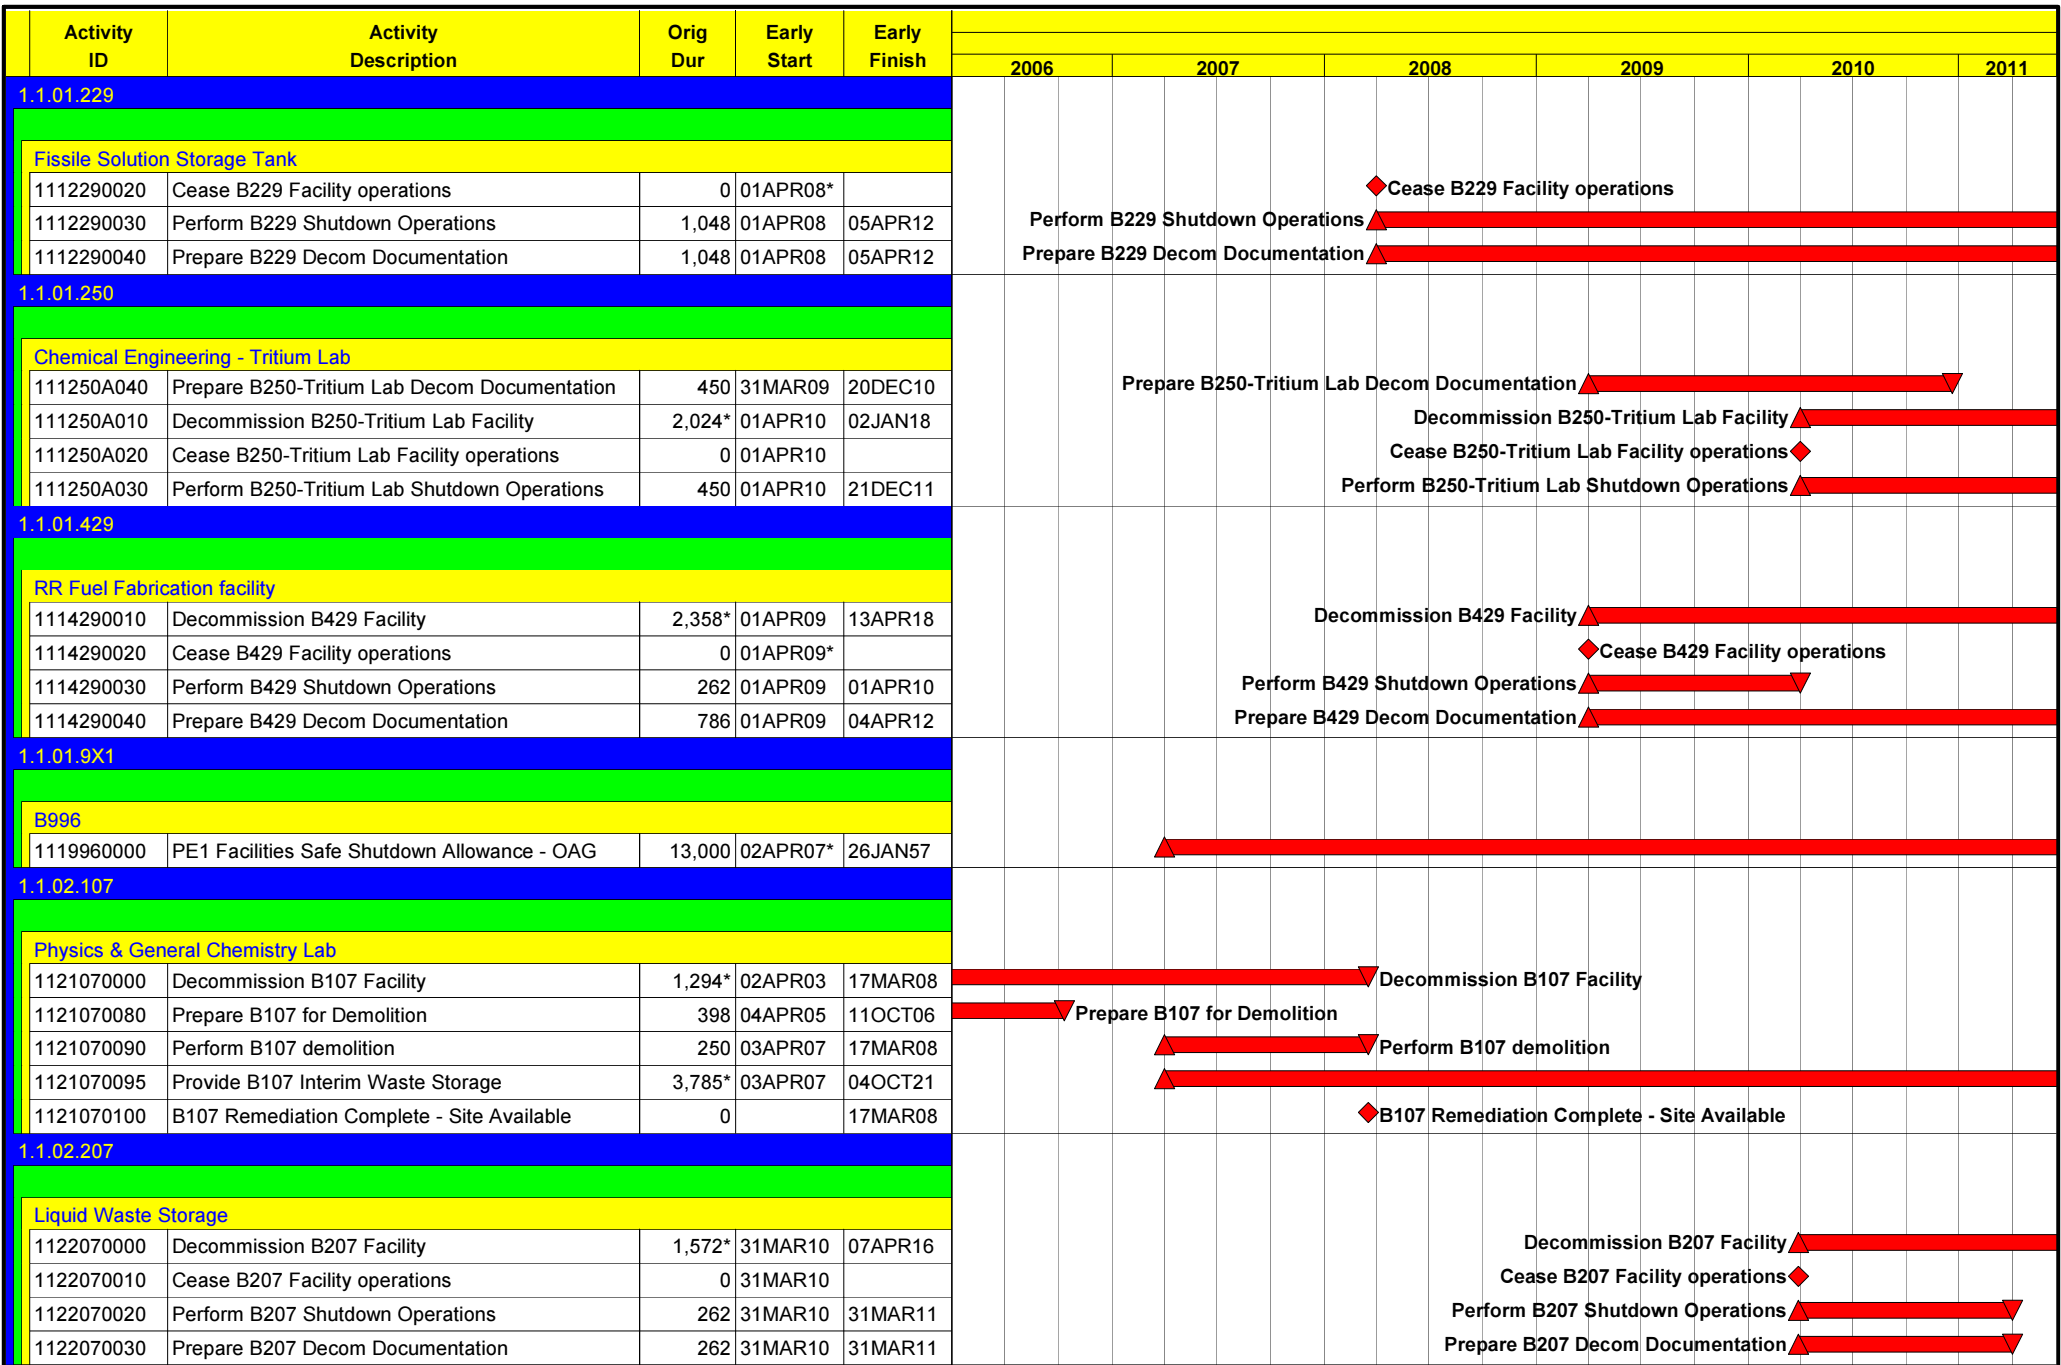 Activity ID Activity Description Orig Dur Early Start Early Finish
2006 2007 2008 2009 2010 2011
1.1.01.229
Fissile Solution Storage Tank
1112290020 Cease B229 Facility operations 0 01APR08* Cease B229 Facility operations
1112290030 Perform B229 Shutdown Operations 1,048 01APR08 05APR12 Perform B229 Shutdown Operations
1112290040 Prepare B229 Decom Documentation 1,048 01APR08 05APR12 Prepare B229 Decom Documentation
1.1.01.250
Chemical Engineering - Tritium Lab
111250A040 Prepare B250-Tritium Lab Decom Documentation 450 31MAR09 20DEC10 Prepare B250-Tritium Lab Decom Documentation
111250A010 Decommission B250-Tritium Lab Facility 2,024* 01APR10 02JAN18 Decommission B250-Tritium Lab Facility
111250A020 Cease B250-Tritium Lab Facility operations 0 01APR10 Cease B250-Tritium Lab Facility operations
111250A030 Perform B250-Tritium Lab Shutdown Operations 450 01APR10 21DEC11 Perform B250-Tritium Lab Shutdown Operations
1.1.01.429
RR Fuel Fabrication facility
1114290010 Decommission B429 Facility 2,358* 01APR09 13APR18 Decommission B429 Facility
1114290020 Cease B429 Facility operations 0 01APR09* Cease B429 Facility operations
1114290030 Perform B429 Shutdown Operations 262 01APR09 01APR10 Perform B429 Shutdown Operations
1114290040 Prepare B429 Decom Documentation 786 01APR09 04APR12 Prepare B429 Decom Documentation
1.1.01.9X1
B996
1119960000 PE1 Facilities Safe Shutdown Allowance - OAG 13,000 02APR07* 26JAN57
1.1.02.107
Physics & General Chemistry Lab
1121070000 Decommission B107 Facility 1,294* 02APR03 17MAR08 Decommission B107 Facility
1121070080 Prepare B107 for Demolition 398 04APR05 11OCT06 Prepare B107 for Demolition
1121070090 Perform B107 demolition 250 03APR07 17MAR08 Perform B107 demolition
1121070095 Provide B107 Interim Waste Storage 3,785* 03APR07 04OCT21
1121070100 B107 Remediation Complete - Site Available 0 17MAR08 B107 Remediation Complete - Site Available
1.1.02.207
Liquid Waste Storage
1122070000 Decommission B207 Facility 1,572* 31MAR10 07APR16 Decommission B207 Facility
1122070010 Cease B207 Facility operations 0 31MAR10 Cease B207 Facility operations
1122070020 Perform B207 Shutdown Operations 262 31MAR10 31MAR11 Perform B207 Shutdown Operations
1122070030 Prepare B207 Decom Documentation 262 31MAR10 31MAR11 Prepare B207 Decom Documentation